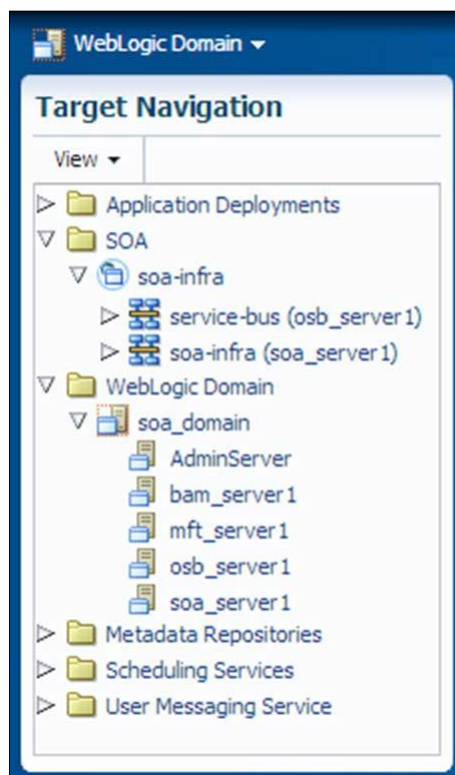 WebLogic Domain
Target Navigation
View
Application Deployments
SOA
soa-infra
service-bus (osb_server1)
soa-infra (soa_server1)
WebLogic Domain
soa_domain
AdminServer
bam_server1
mft_server1
osb_server1
soa_server1
Metadata Repositories
Scheduling Services
User Messaging Service